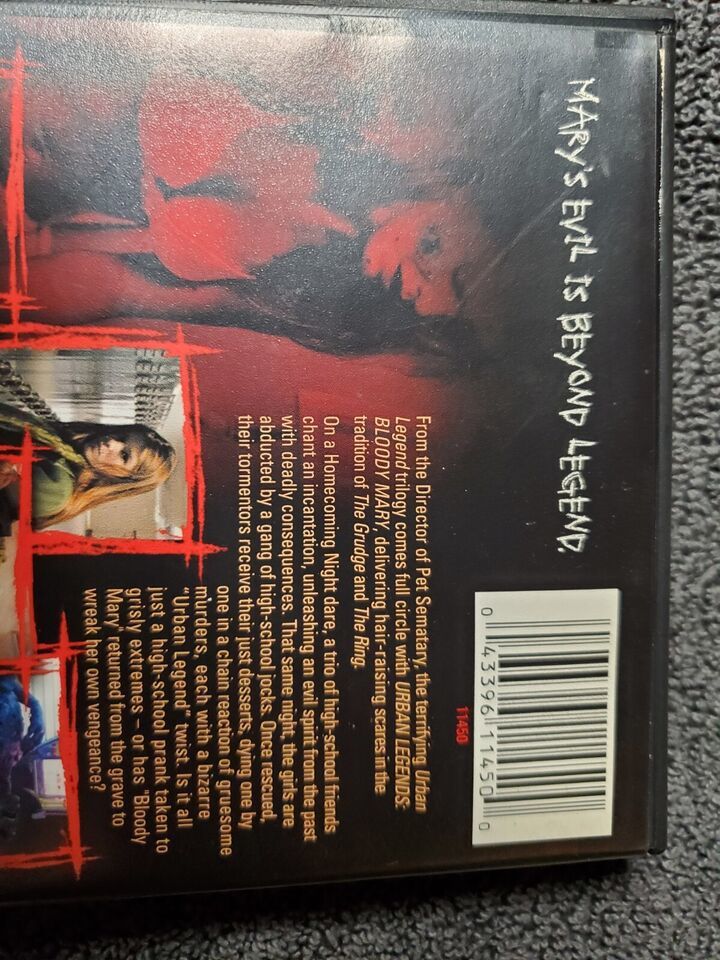 MARY'S EVIL IS BEYOND LEGEND.
From the Director of Pet Sematary, the terrifying Urban
Legend trilogy comes full circle with URBAN LEGENDS:
BLOODY MARY, delivering hair-raising scares in the
tradition of The Grudge and The Ring.
On a Homecoming Night dare, a trio of high-school friends
chant an incantation, unleashing an evil spirit from the past
with deadly consequences. That same night, the girls are
abducted by a gang of high-school jocks. Once rescued,
their tormentors receive their just desserts, dying one by
one in a chain reaction of gruesome
murders, each with a bizarre
"Urban Legend" twist. Is it all
just a high-school prank taken to
grisly extremes – or has "Bloody
Mary" returned from the grave to
wreak her own vengeance?
11450
0 43396 11450 0